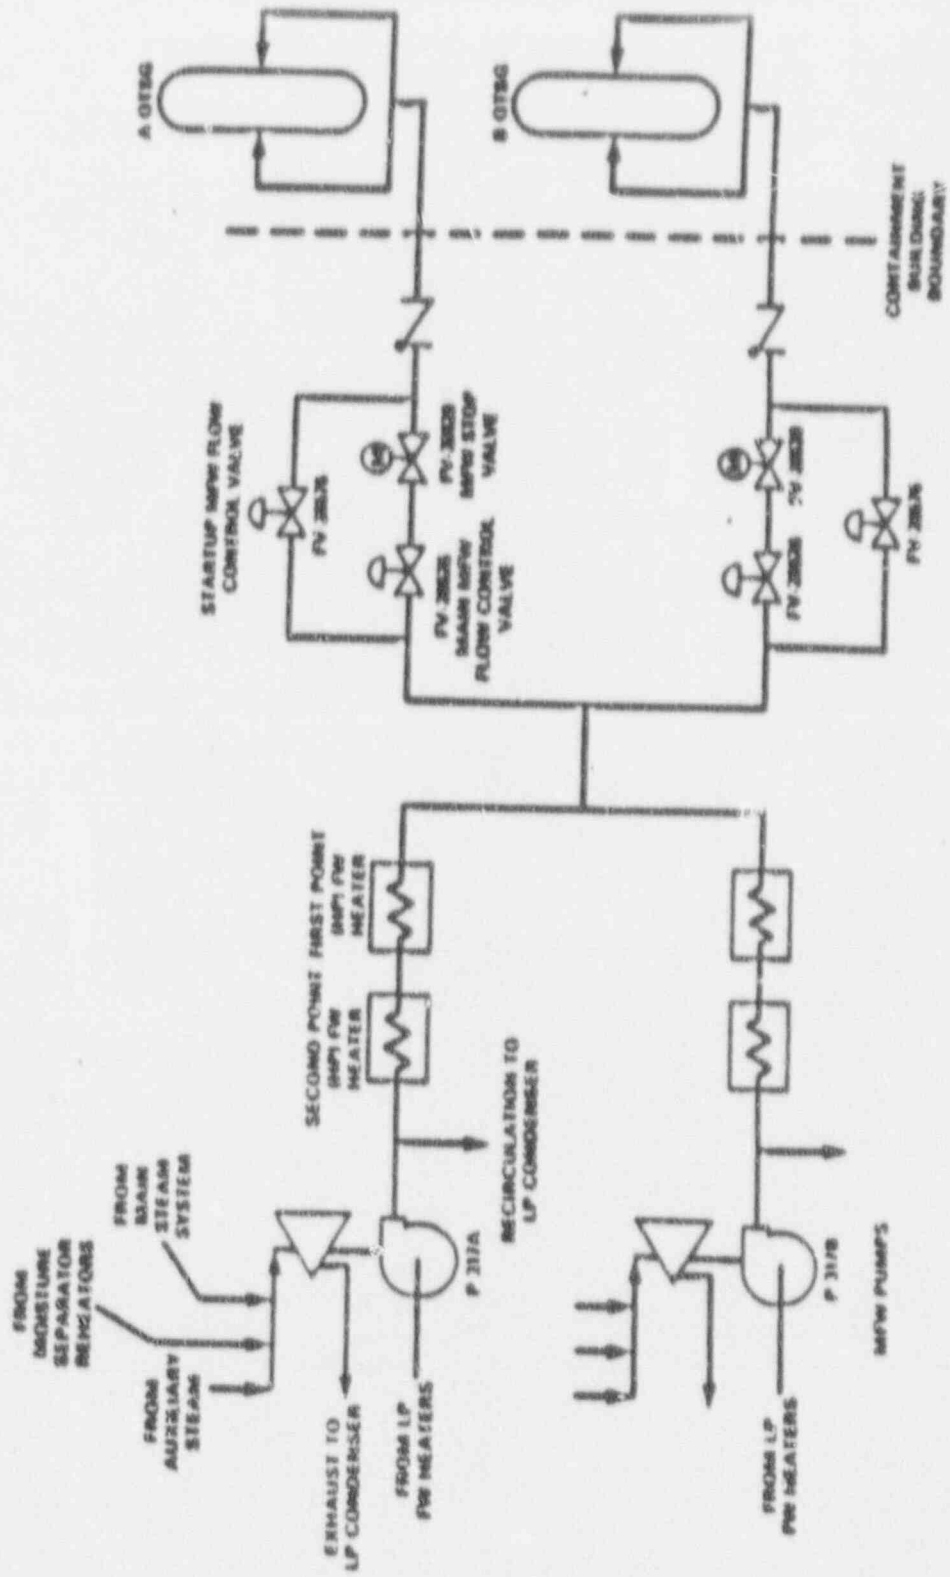 FROM
MOISTURE
SEPARATOR
REHEATORS
FROM
MAIN
STEAM
SYSTEM
FROM
AUXILIARY
STEAM
EXHAUST TO
LP CONDENSER
FROM LP
FW HEATERS
P 317A
RECIRCULATION TO
LP CONDENSER
SECOND POINT
(HP) FW
HEATER
FIRST POINT
(HP) FW
HEATER
STARTUP MFW FLOW
CONTROL VALVE
MAIN MFW
FLOW CONTROL
VALVE
MFW STOP
VALVE
A OTSG
B OTSG
CONTAINMENT
BUILDING
BOUNDARY
FROM LP
FW HEATERS
P 317B
MFW PUMPS